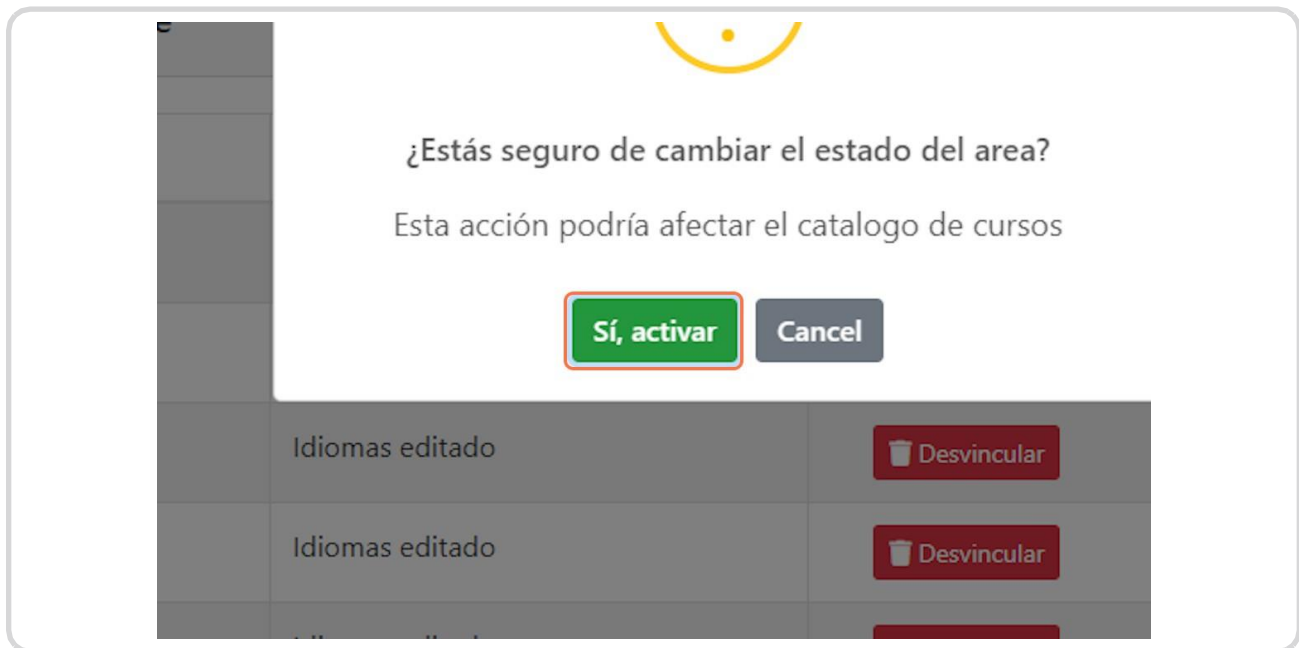 ¿Estás seguro de cambiar el estado del area?
Esta acción podría afectar el catalogo de cursos
Sí, activar Cancel
Idiomas editado Desvincular
Idiomas editado Desvincular